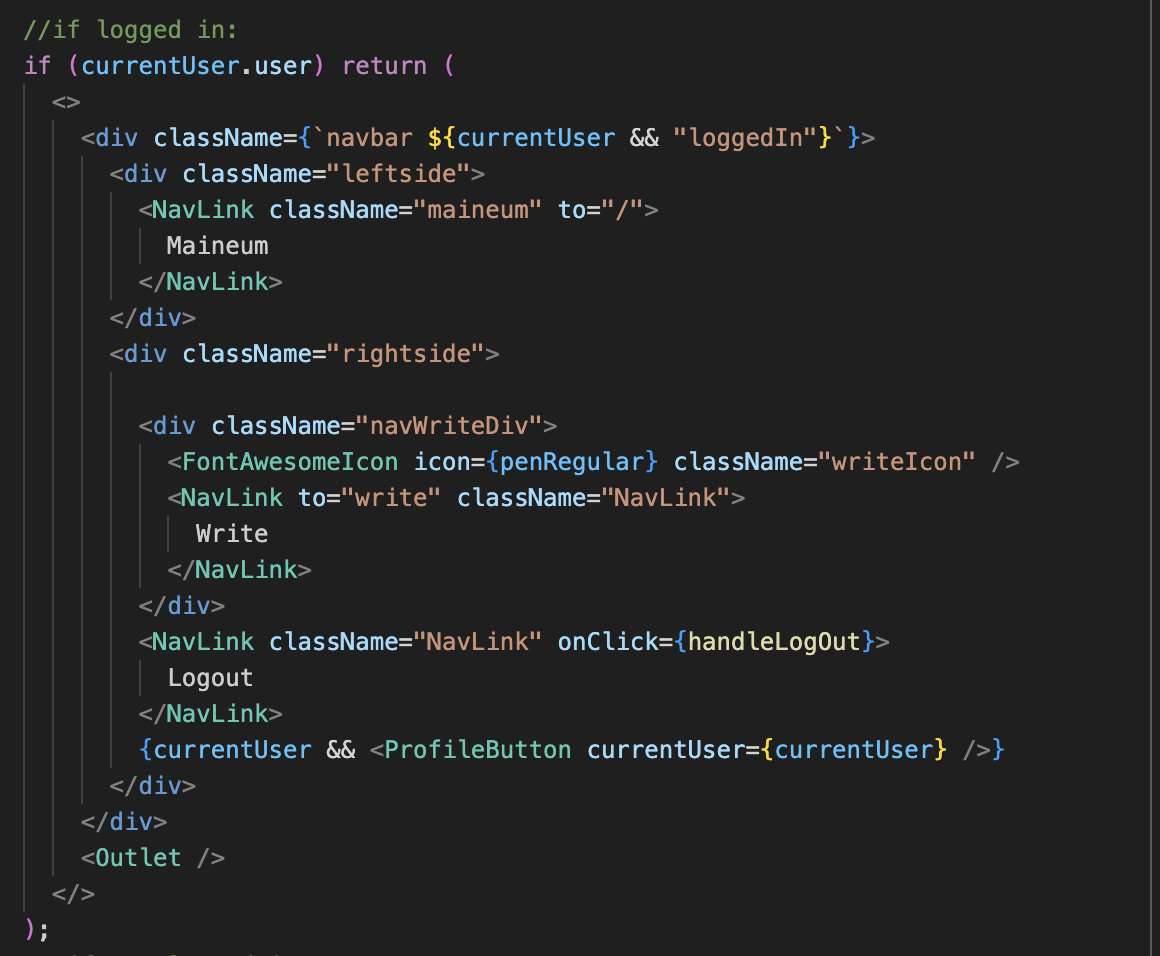 //if logged in:
if (currentUser.user) return (
<>
<div className={`navbar ${currentUser && "loggedIn"}`}>
<div className="leftside">
<NavLink className="maineum" to="/">
Maineum
</NavLink>
</div>
<div className="rightside">
<div className="navWriteDiv">
<FontAwesomeIcon icon={penRegular} className="writeIcon" />
<NavLink to="write" className="NavLink">
Write
</NavLink>
</div>
<NavLink className="NavLink" onClick={handleLogOut}>
Logout
</NavLink>
{currentUser && <ProfileButton currentUser={currentUser} />}
</div>
</div>
<Outlet />
</>
);